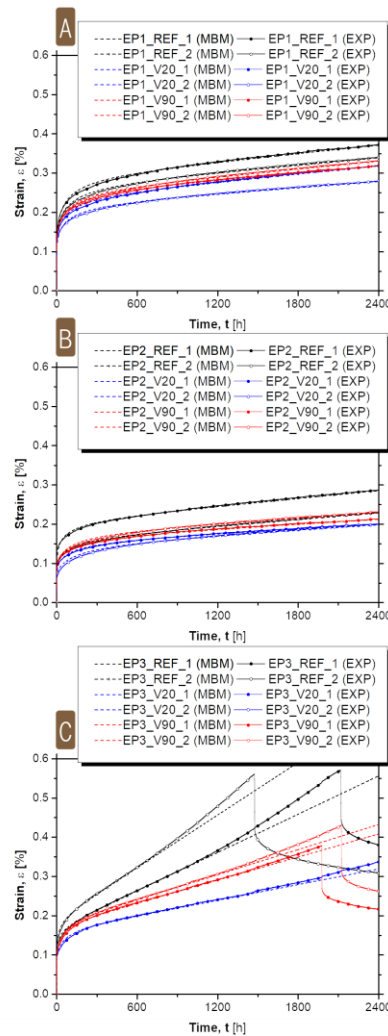 A
EP1_REF_1 (MBM) EP1_REF_1 (EXP)
EP1_REF_2 (MBM) EP1_REF_2 (EXP)
EP1_V20_1 (MBM) EP1_V20_1 (EXP)
EP1_V20_2 (MBM) EP1_V20_2 (EXP)
EP1_V90_1 (MBM) EP1_V90_1 (EXP)
EP1_V90_2 (MBM) EP1_V90_2 (EXP)
Strain, ε [%]
0.6
0.5
0.4
0.3
0.2
0.1
0.0
0 600 1200 1800 2400
Time, t [h]
B
EP2_REF_1 (MBM) EP2_REF_1 (EXP)
EP2_REF_2 (MBM) EP2_REF_2 (EXP)
EP2_V20_1 (MBM) EP2_V20_1 (EXP)
EP2_V20_2 (MBM) EP2_V20_2 (EXP)
EP2_V90_1 (MBM) EP2_V90_1 (EXP)
EP2_V90_2 (MBM) EP2_V90_2 (EXP)
Strain, ε [%]
0.6
0.5
0.4
0.3
0.2
0.1
0.0
0 600 1200 1800 2400
Time, t [h]
C
EP3_REF_1 (MBM) EP3_REF_1 (EXP)
EP3_REF_2 (MBM) EP3_REF_2 (EXP)
EP3_V20_1 (MBM) EP3_V20_1 (EXP)
EP3_V20_2 (MBM) EP3_V20_2 (EXP)
EP3_V90_1 (MBM) EP3_V90_1 (EXP)
EP3_V90_2 (MBM) EP3_V90_2 (EXP)
Strain, ε [%]
0.6
0.5
0.4
0.3
0.2
0.1
0.0
0 600 1200 1800 2400
Time, t [h]